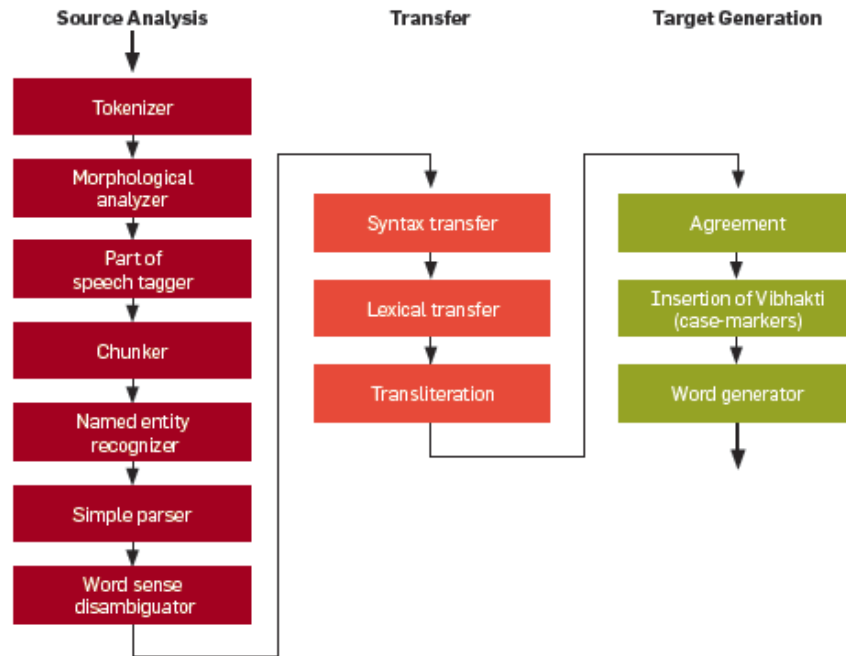 Source Analysis
Tokenizer
Morphological
analyzer
Part of
speech tagger
Chunker
Named entity
recognizer
Simple parser
Word sense
disambiguator
Transfer
Syntax transfer
Lexical transfer
Transliteration
Target Generation
Agreement
Insertion of Vibhakti
(case-markers)
Word generator